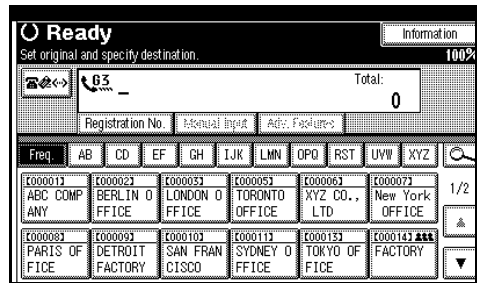 Ready
Information
Set original and specify destination.
100%
G3 _
Total:
0
Registration No. Manual Input Adv. Features
Freq. AB CD EF GH IJK LMN OPQ RST UVW XYZ
[00001] [00002] [00003] [00005] [00006] [00007]
ABC COMP BERLIN O LONDON O TORONTO XYZ CO., New York
ANY FFICE FFICE OFFICE LTD OFFICE
1/2
[00008] [00009] [00010] [00011] [00013] [00014]
PARIS OF DETROIT SAN FRAN SYDNEY O TOKYO OF FACTORY
FICE FACTORY CISCO FFICE FICE